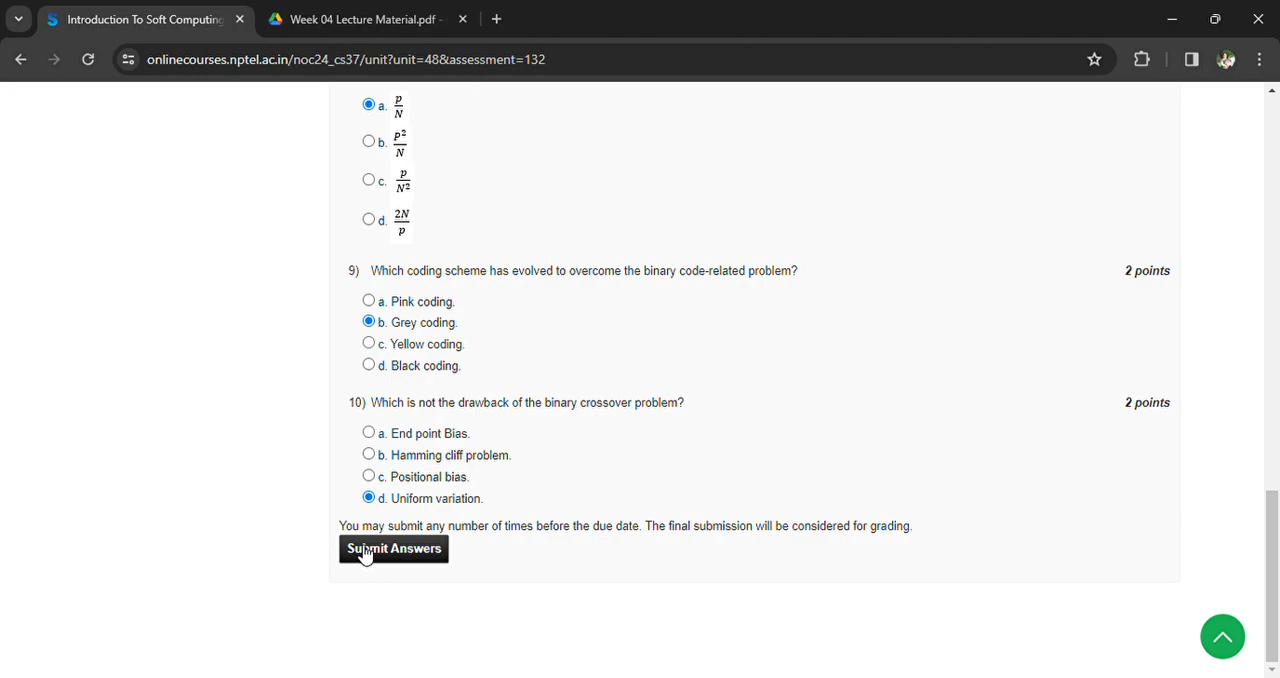 Introduction To Soft Computing
Week 04 Lecture Material.pdf -
onlinecourses.nptel.ac.in/noc24_cs37/unit?unit=48&assessment=132
a. p/N
b. P²/N
c. p/N²
d. 2N/p
9) Which coding scheme has evolved to overcome the binary code-related problem? 2 points
a. Pink coding.
b. Grey coding.
c. Yellow coding.
d. Black coding.
10) Which is not the drawback of the binary crossover problem? 2 points
a. End point Bias.
b. Hamming cliff problem.
c. Positional bias.
d. Uniform variation.
You may submit any number of times before the due date. The final submission will be considered for grading.
Submit Answers